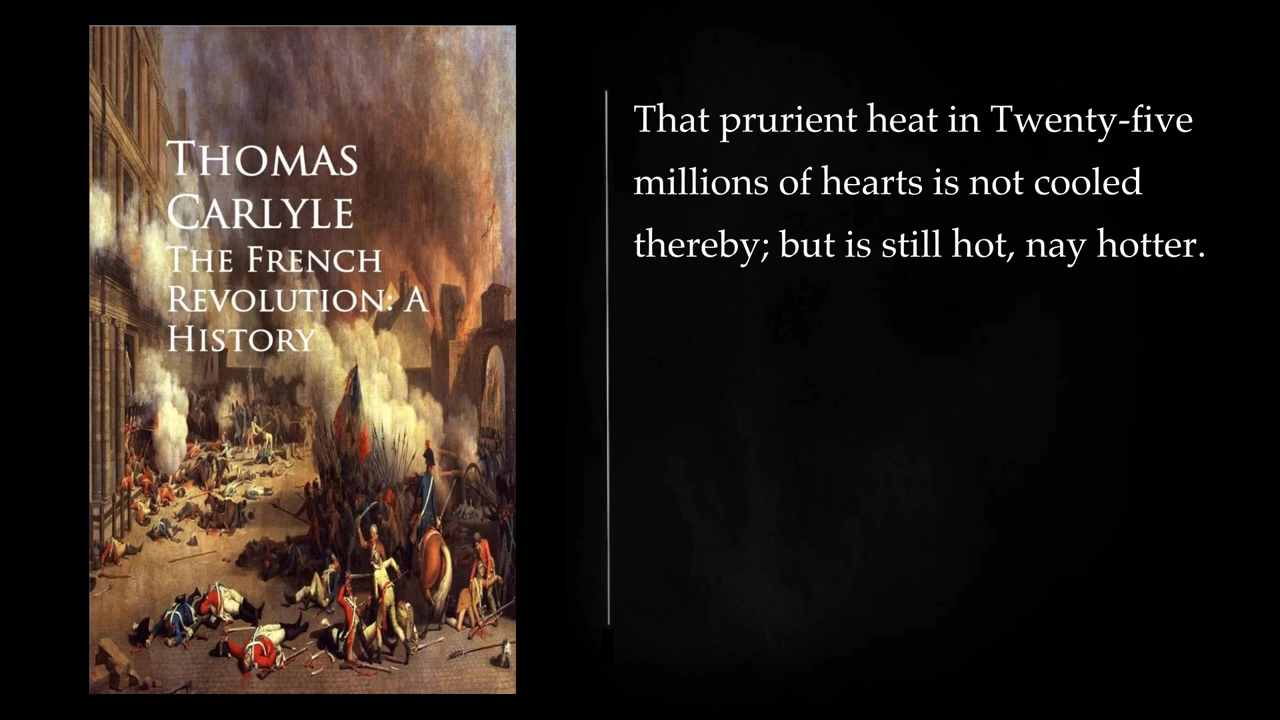 THOMAS
CARLYLE
THE FRENCH
REVOLUTION: A
HISTORY
That prurient heat in Twenty-five
millions of hearts is not cooled
thereby; but is still hot, nay hotter.